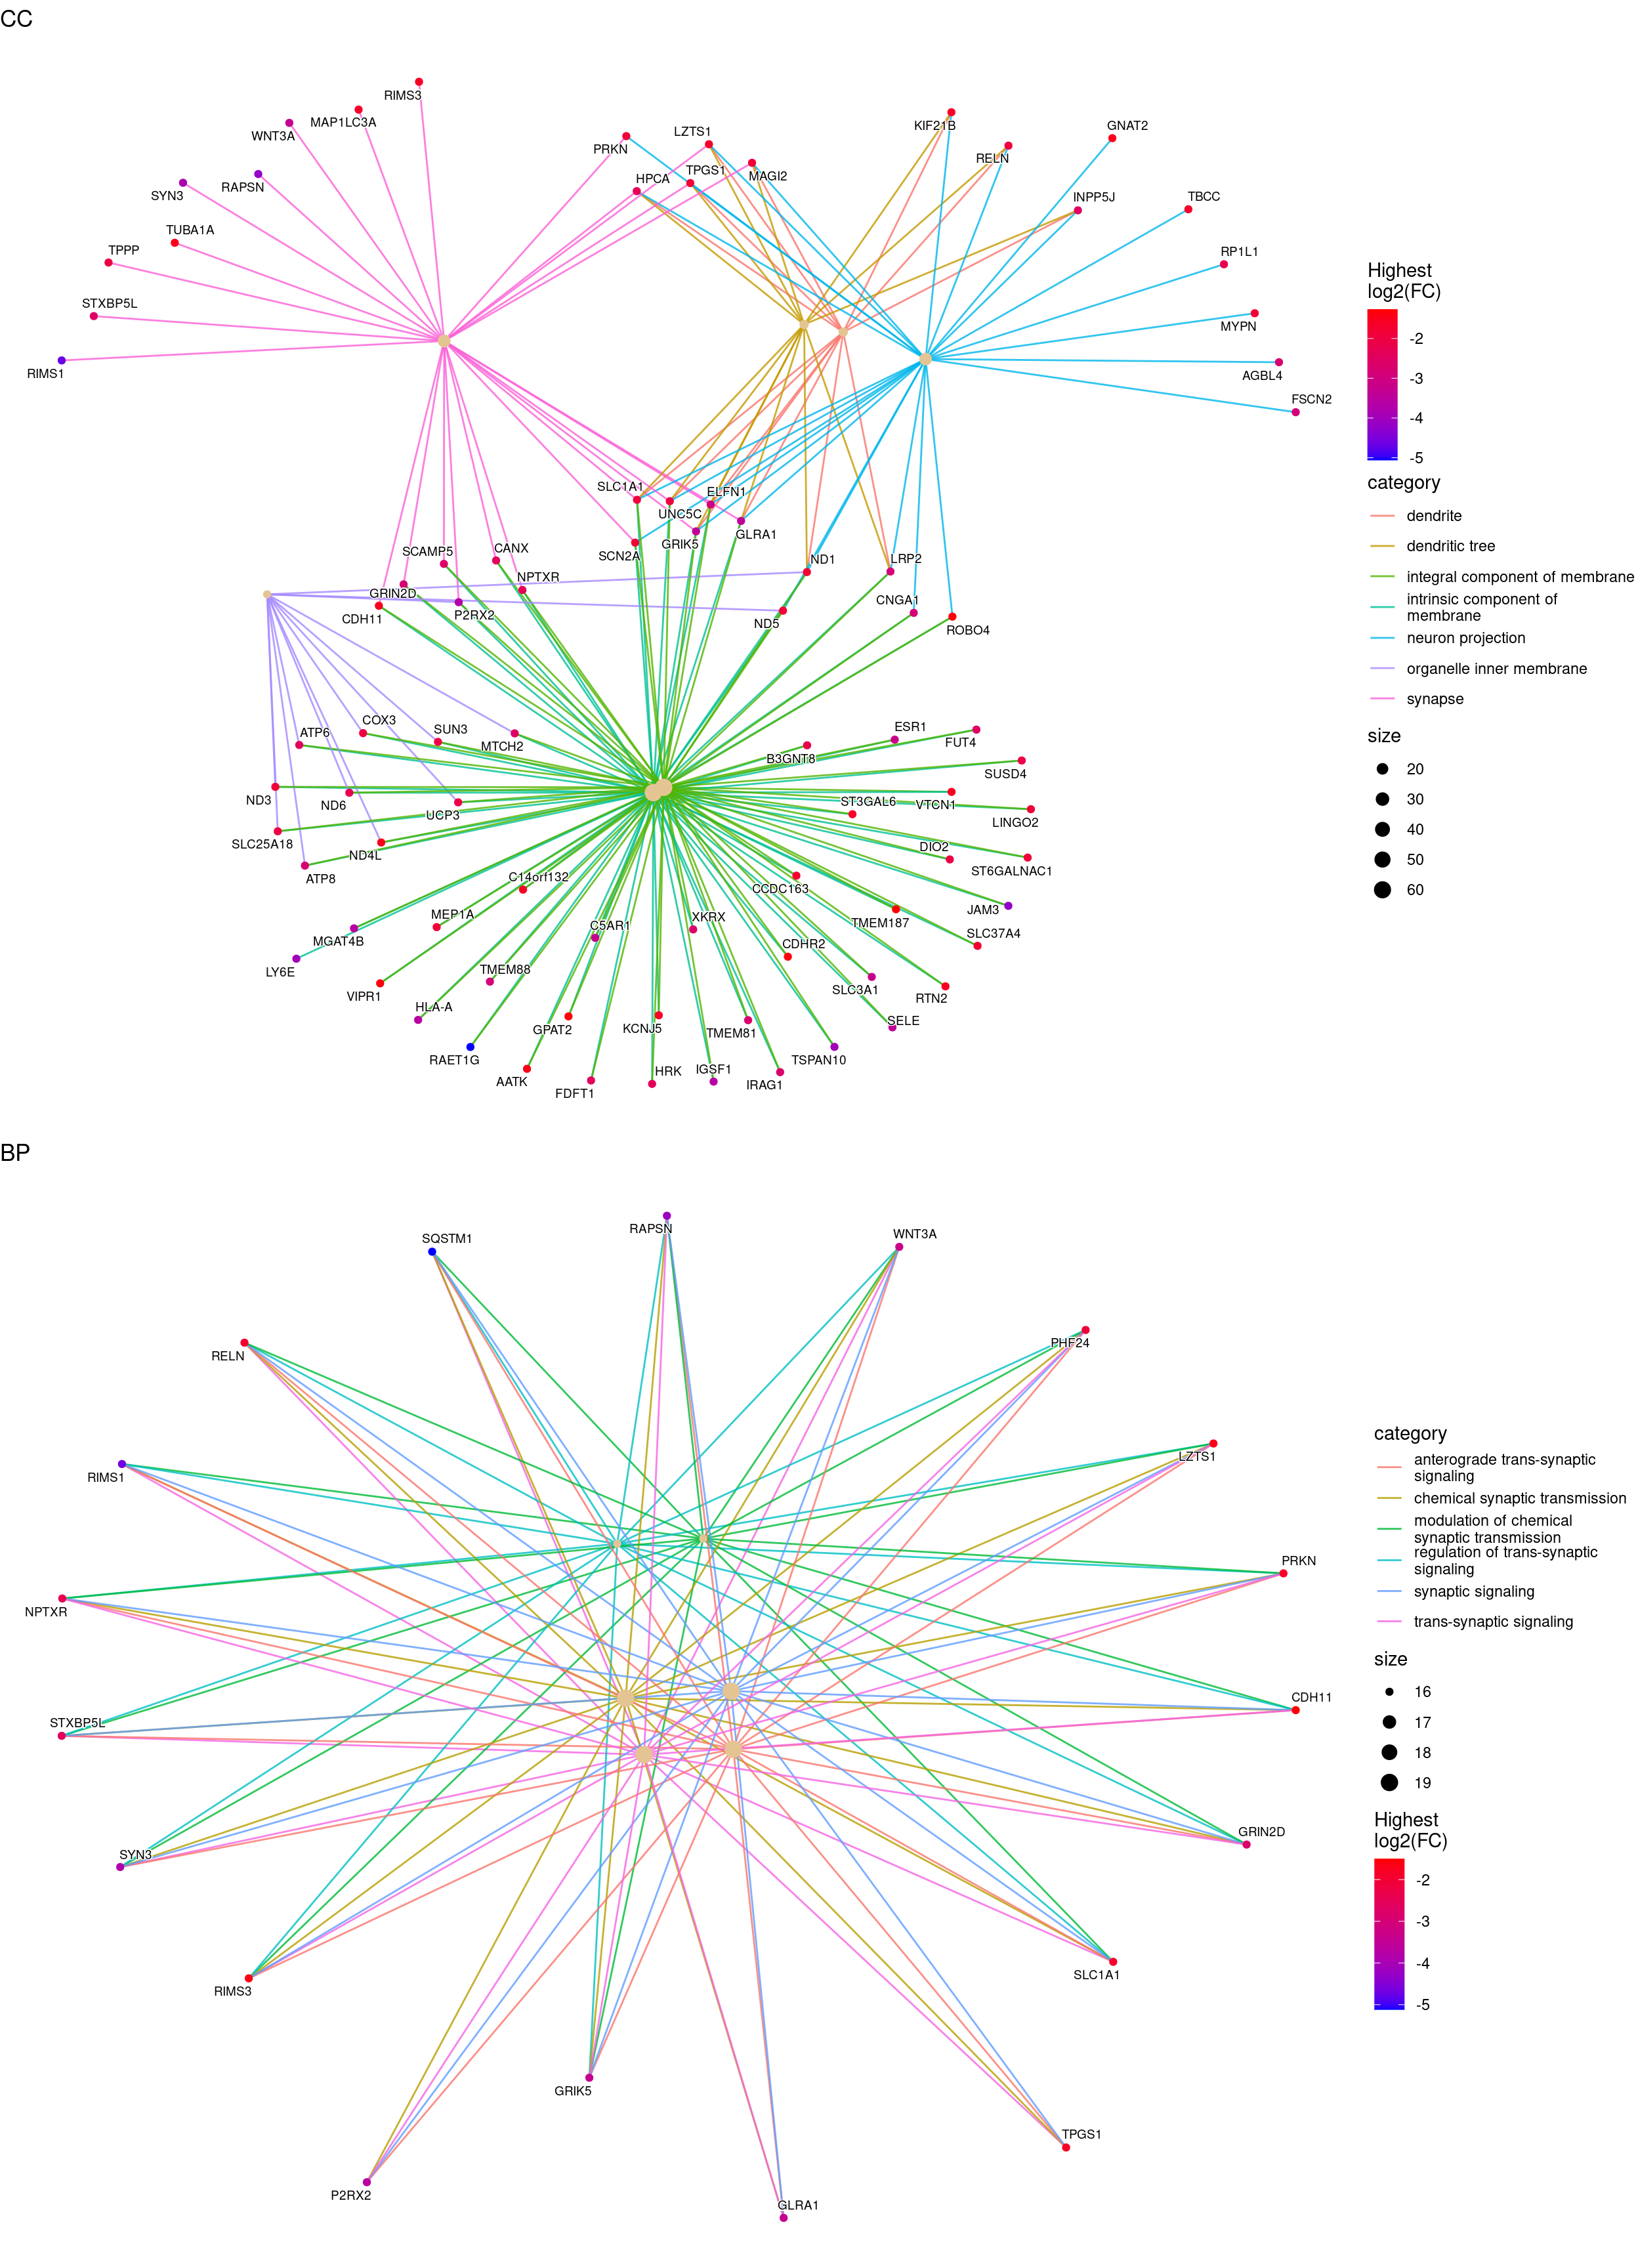 CC
RIMS3
MAP1LC3A
WNT3A
RAPSN
SYN3
TUBA1A
TPPP
STXBP5L
RIMS1
PRKN
LZTS1
HPCA
TPGS1
MAGI2
KIF21B
RELN
GNAT2
INPP5J
TBCC
RP1L1
MYPN
AGBL4
FSCN2
SLC1A1
ELFN1
UNC5C
GRIK5
GLRA1
SCN2A
SCAMP5
CANX
NPTXR
GRIN2D
P2RX2
CDH11
ND1
LRP2
ND5
CNGA1
ROBO4
ATP6
COX3
SUN3
MTCH2
ND3
ND6
UCP3
SLC25A18
ND4L
ATP8
B3GNT8
ESR1
FUT4
SUSD4
ST3GAL6
VTCN1
LINGO2
DIO2
ST6GALNAC1
C14orf132
CCDC163
JAM3
MEP1A
MGAT4B
C5AR1
XKRX
TMEM187
SLC37A4
CDHR2
LY6E
TMEM88
VIPR1
SLC3A1
RTN2
HLA-A
GPAT2
KCNJ5
TMEM81
SELE
RAET1G
TSPAN10
AATK
FDFT1
HRK
IGSF1
IRAG1
Highest
log2(FC)
-2
-3
-4
-5
category
dendrite
dendritic tree
integral component of membrane
intrinsic component of
membrane
neuron projection
organelle inner membrane
synapse
size
20
30
40
50
60
BP
SQSTM1
RAPSN
WNT3A
RELN
PHF24
RIMS1
LZTS1
NPTXR
PRKN
STXBP5L
CDH11
SYN3
GRIN2D
RIMS3
SLC1A1
GRIK5
TPGS1
P2RX2
GLRA1
category
anterograde trans-synaptic
signaling
chemical synaptic transmission
modulation of chemical
synaptic transmission
regulation of trans-synaptic
signaling
synaptic signaling
trans-synaptic signaling
size
16
17
18
19
Highest
log2(FC)
-2
-3
-4
-5